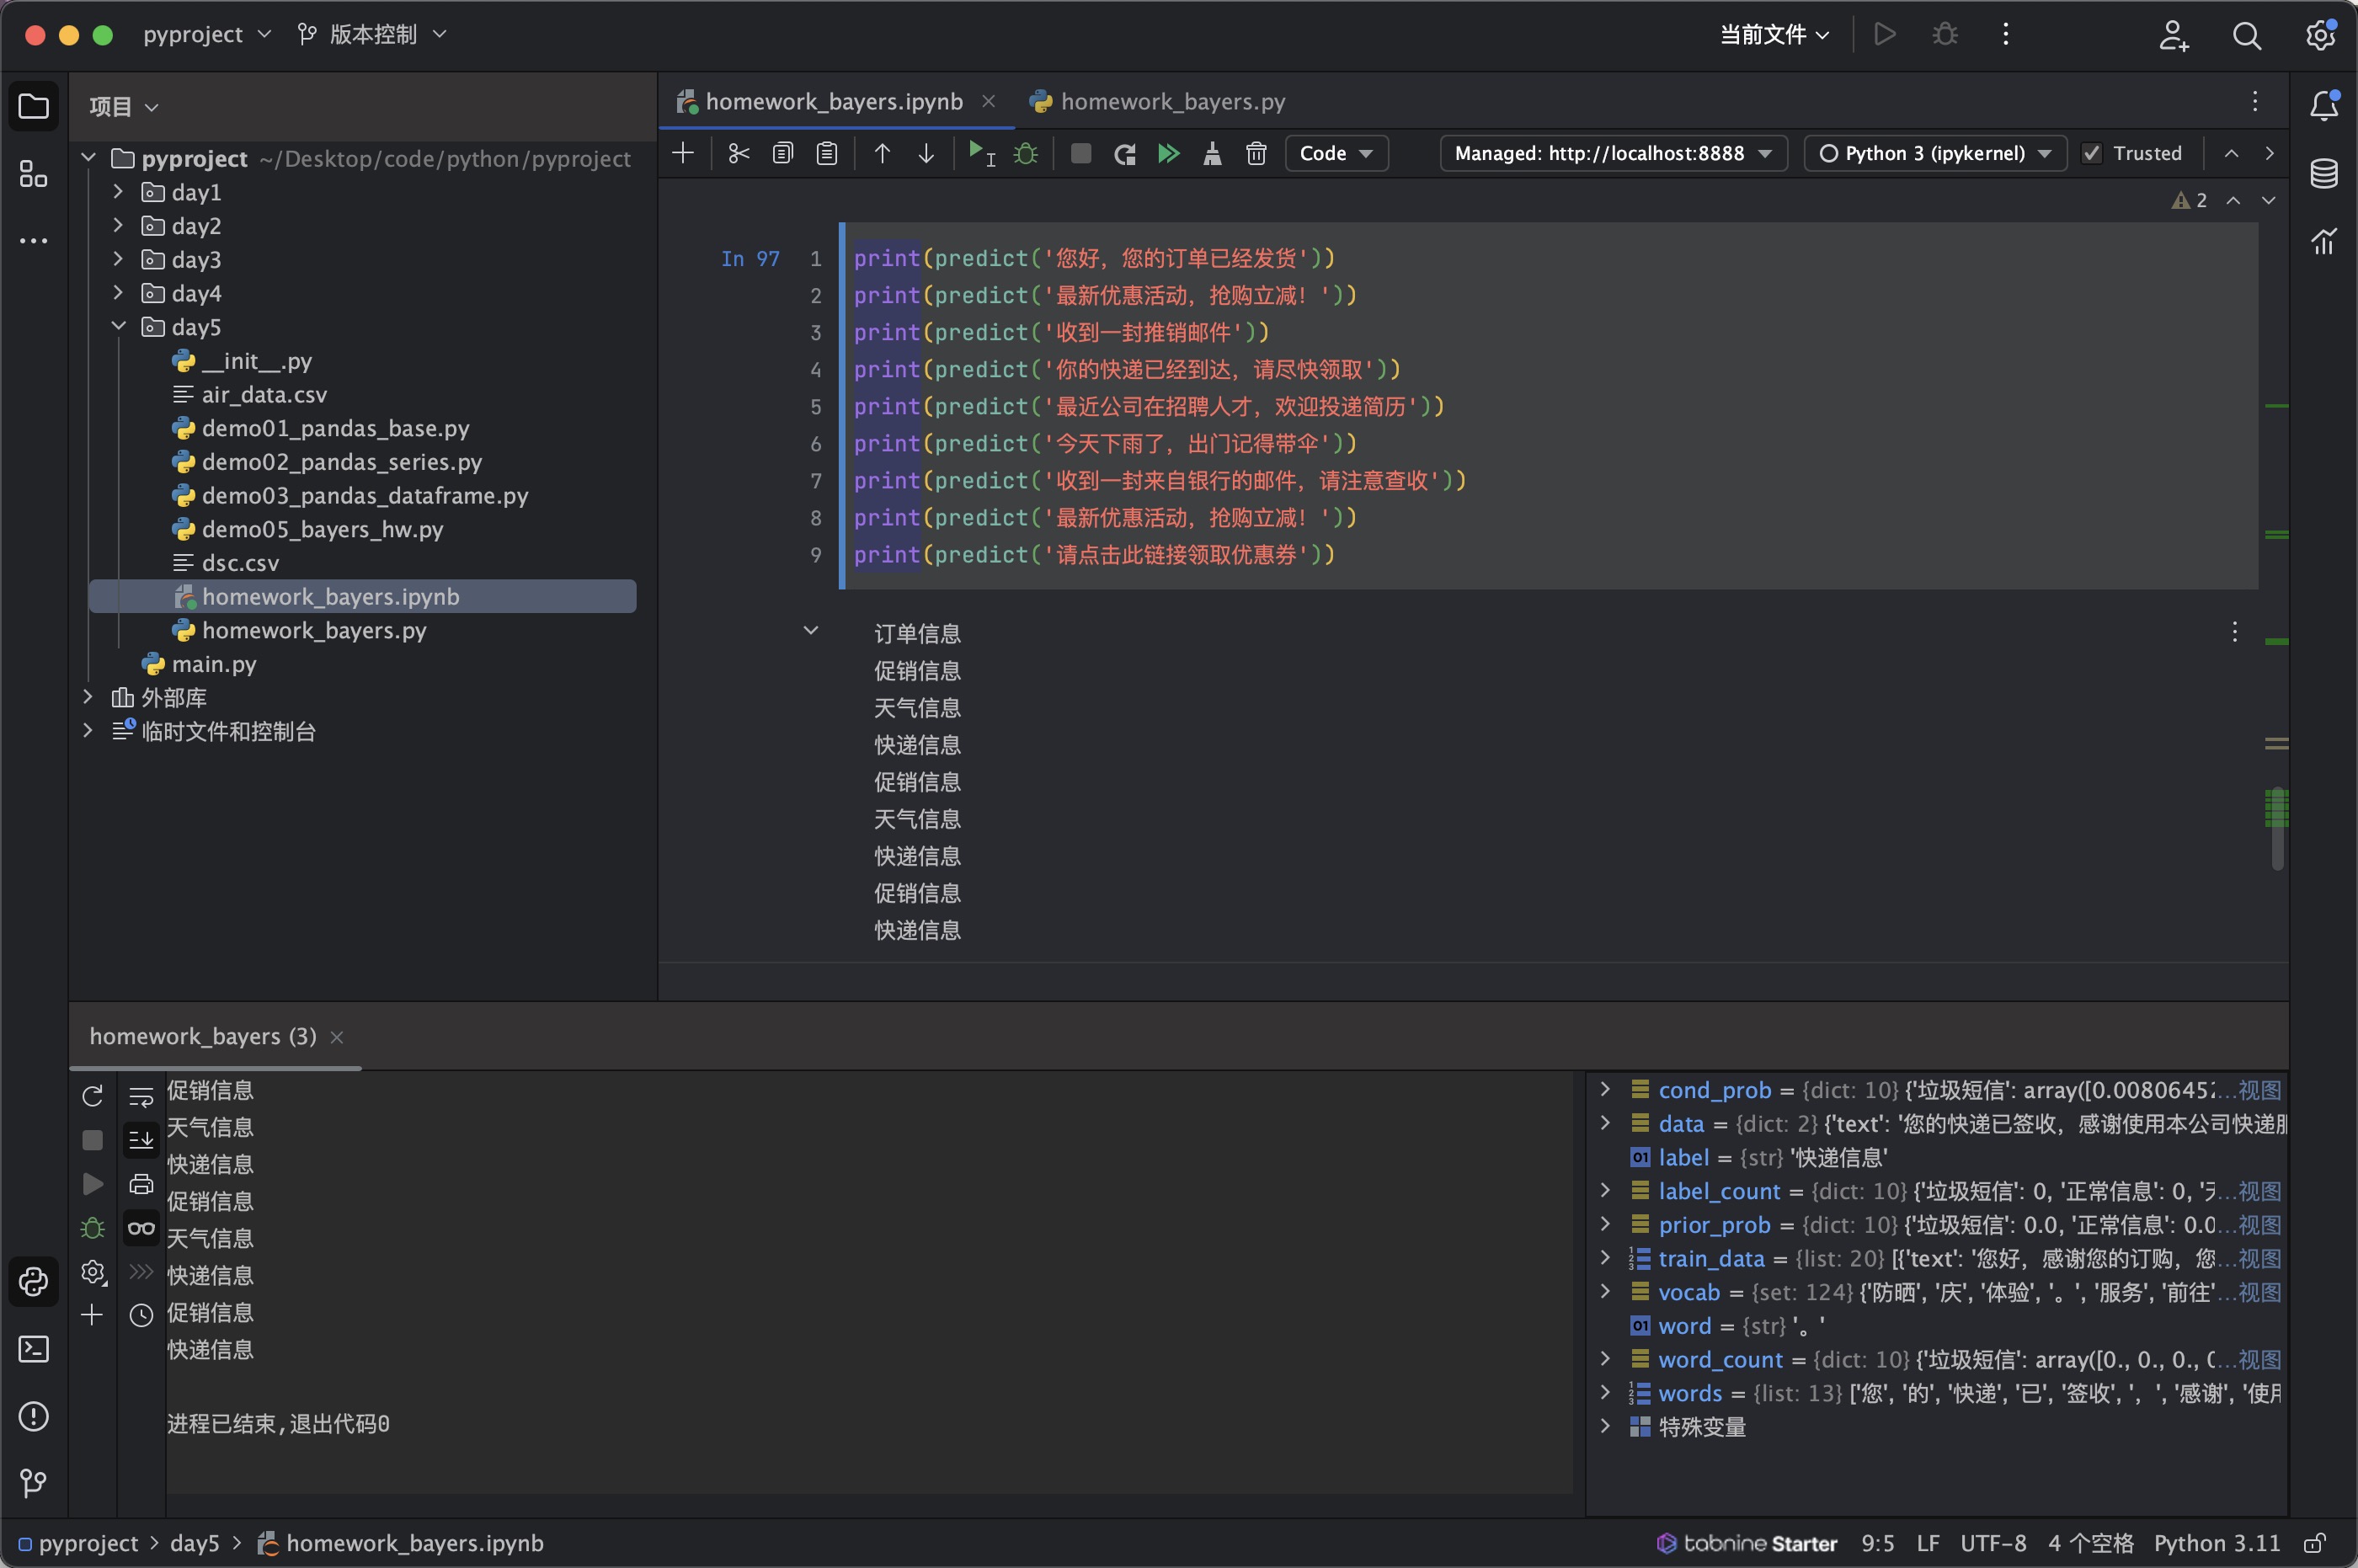 pyproject 版本控制 当前文件
项目
pyproject ~/Desktop/code/python/pyproject
day1
day2
day3
day4
day5
__init__.py
air_data.csv
demo01_pandas_base.py
demo02_pandas_series.py
demo03_pandas_dataframe.py
demo05_bayers_hw.py
dsc.csv
homework_bayers.ipynb
homework_bayers.py
main.py
外部库
临时文件和控制台
homework_bayers.ipynb homework_bayers.py
Code Managed: http://localhost:8888 Python 3 (ipykernel) Trusted
2
In 97
1 print(predict('您好，您的订单已经发货'))
2 print(predict('最新优惠活动，抢购立减！'))
3 print(predict('收到一封推销邮件'))
4 print(predict('你的快递已经到达，请尽快领取'))
5 print(predict('最近公司在招聘人才，欢迎投递简历'))
6 print(predict('今天下雨了，出门记得带伞'))
7 print(predict('收到一封来自银行的邮件，请注意查收'))
8 print(predict('最新优惠活动，抢购立减！'))
9 print(predict('请点击此链接领取优惠券'))
订单信息
促销信息
天气信息
快递信息
促销信息
天气信息
快递信息
促销信息
快递信息
homework_bayers (3)
促销信息
天气信息
快递信息
促销信息
天气信息
快递信息
促销信息
快递信息
进程已结束,退出代码0
cond_prob = {dict: 10} {'垃圾短信': array([0.0080645…视图
data = {dict: 2} {'text': '您的快递已签收，感谢使用本公司快递
label = {str} '快递信息'
label_count = {dict: 10} {'垃圾短信': 0, '正常信息': 0, '…视图
prior_prob = {dict: 10} {'垃圾短信': 0.0, '正常信息': 0.0…视图
train_data = {list: 20} [{'text': '您好，感谢您的订购，您…视图
vocab = {set: 124} {'防晒', '庆', '体验', '。', '服务', '前往'…视图
word = {str} '。'
word_count = {dict: 10} {'垃圾短信': array([0., 0., 0., …视图
words = {list: 13} ['您', '的', '快递', '已', '签收', '，', '感谢', '使用
特殊变量
pyproject > day5 > homework_bayers.ipynb tabnine Starter 9:5 LF UTF-8 4 个空格 Python 3.11